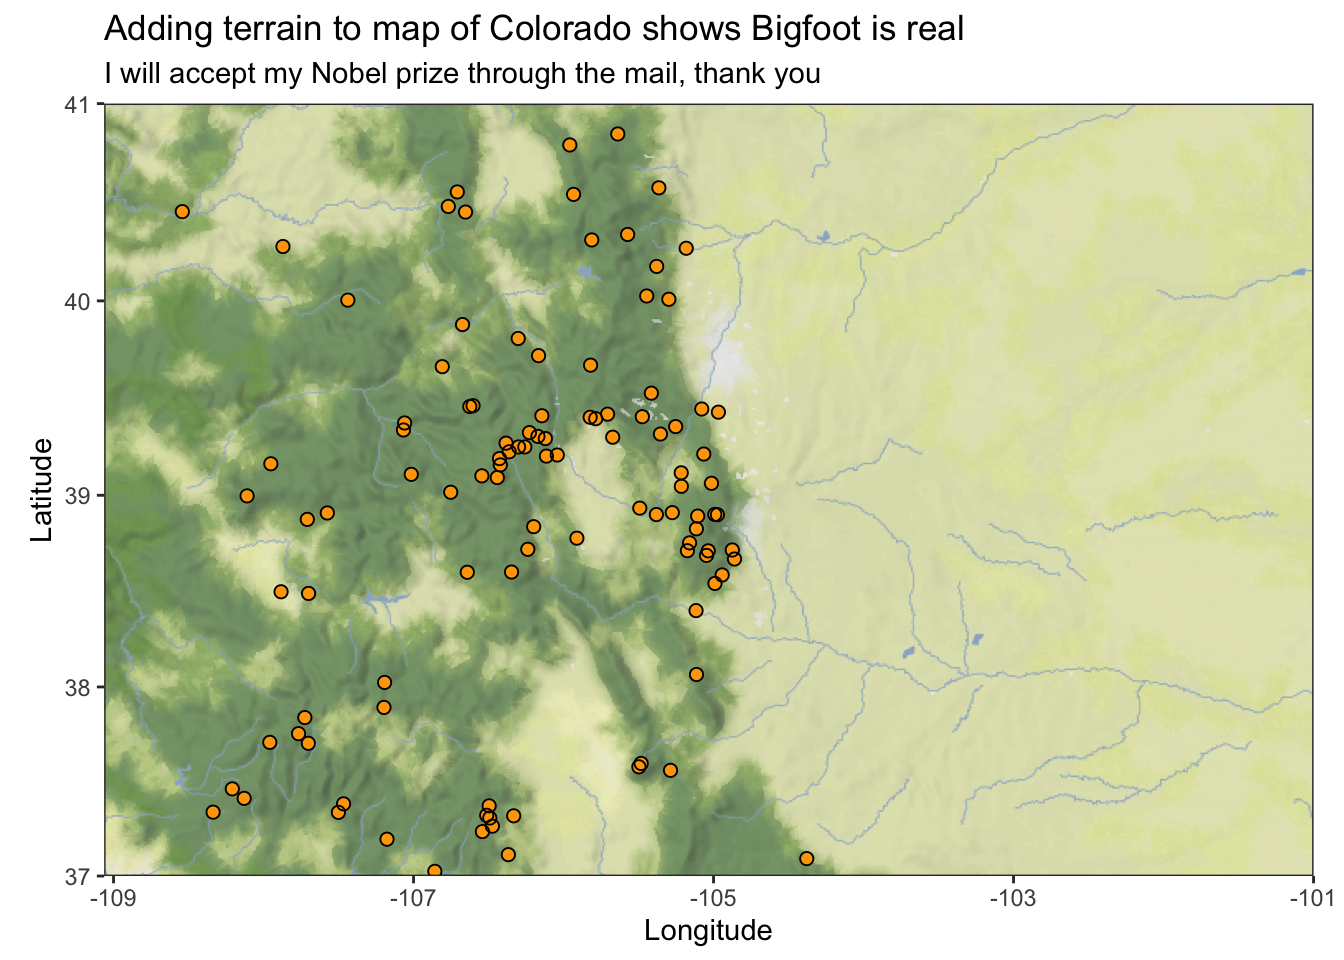 Adding terrain to map of Colorado shows Bigfoot is real
I will accept my Nobel prize through the mail, thank you
41
40
39
38
37
Latitude
-109
-107
-105
-103
-101
Longitude